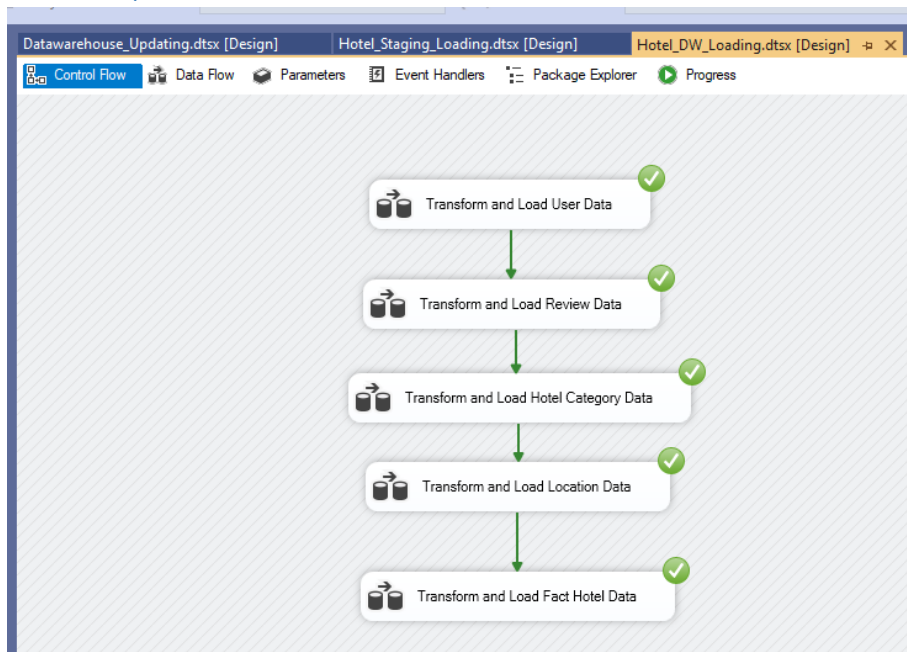 Datawarehouse_Updating.dtsx [Design] Hotel_Staging_Loading.dtsx [Design] Hotel_DW_Loading.dtsx [Design]
Control Flow Data Flow Parameters Event Handlers Package Explorer Progress
Transform and Load User Data
Transform and Load Review Data
Transform and Load Hotel Category Data
Transform and Load Location Data
Transform and Load Fact Hotel Data